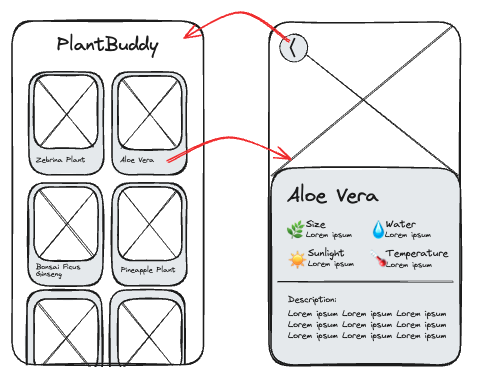 PlantBuddy
Zebrina Plant
Aloe Vera
Bonsai Ficus
Ginseng
Pineapple Plant
Aloe Vera
Size
Lorem ipsum
Water
Lorem ipsum
Sunlight
Lorem ipsum
Temperature
Lorem ipsum
Description:
Lorem ipsum Lorem ipsum Lorem ipsum
Lorem ipsum Lorem ipsum Lorem ipsum
Lorem ipsum Lorem ipsum Lorem ipsum